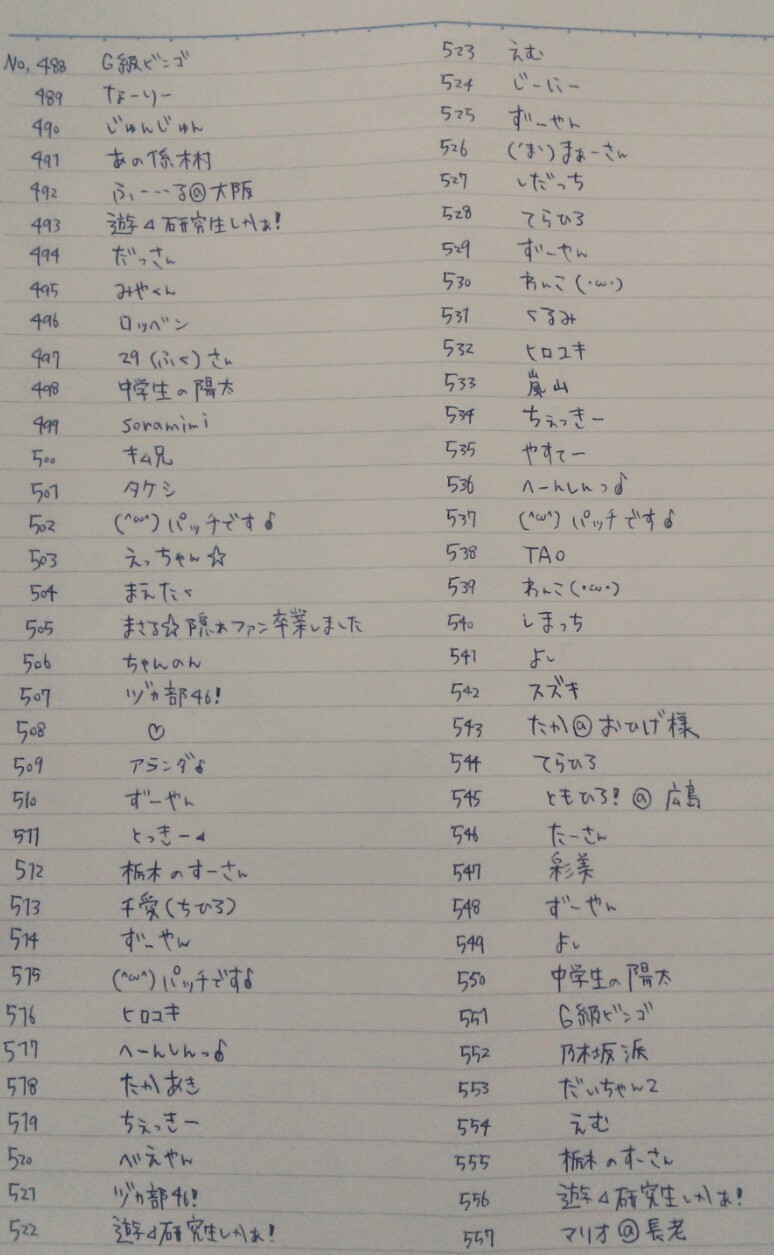 No. 488 G級ビンゴ
489 なーりー
490 じゅんじゅん
491 あの係木村
492 ふーーーる@大阪
493 遊⊿研究生しかぁ!
494 だっさん
495 みやくん
496 ロッベン
497 29(ふく)さん
498 中学生の陽太
499 soramimi
500 キム兄
501 タケシ
502 (^ω^)パッチです♪
503 えっちゃん☆
504 まえたく
505 まさる☆隠れファン卒業しました
506 ちゃんのん
507 ヅカ部46!
508 ♡
509 アランダ♪
510 ずーやん
511 とっきー⊿
512 栃木のすーさん
513 千愛(ちひろ)
514 ずーやん
515 (^ω^)パッチです♪
516 ヒロユキ
517 へーんしんっ♪
518 たかあき
519 ちぇっきー
520 べえやん
521 ヅカ部46!
522 遊⊿研究生しかぁ!
523 えむ
524 じーにー
525 ずーやん
526 (´ま`)まぁーさん
527 しだっち
528 てらひろ
529 ずーやん
530 わんこ(・ω・)
531 くるみ
532 ヒロユキ
533 嵐山
534 ちぇっきー
535 やすてー
536 へーんしんっ♪
537 (^ω^)パッチです♪
538 TAO
539 わんこ(・ω・)
540 しまっち
541 よし
542 スズキ
543 たか@おひげ様
544 てらひろ
545 ともひろ!@広島
546 たーさん
547 彩美
548 ずーやん
549 よし
550 中学生の陽太
551 G級ビンゴ
552 乃木坂派
553 だいちゃん2
554 えむ
555 栃木のすーさん
556 遊⊿研究生しかぁ!
557 マリオ@長老